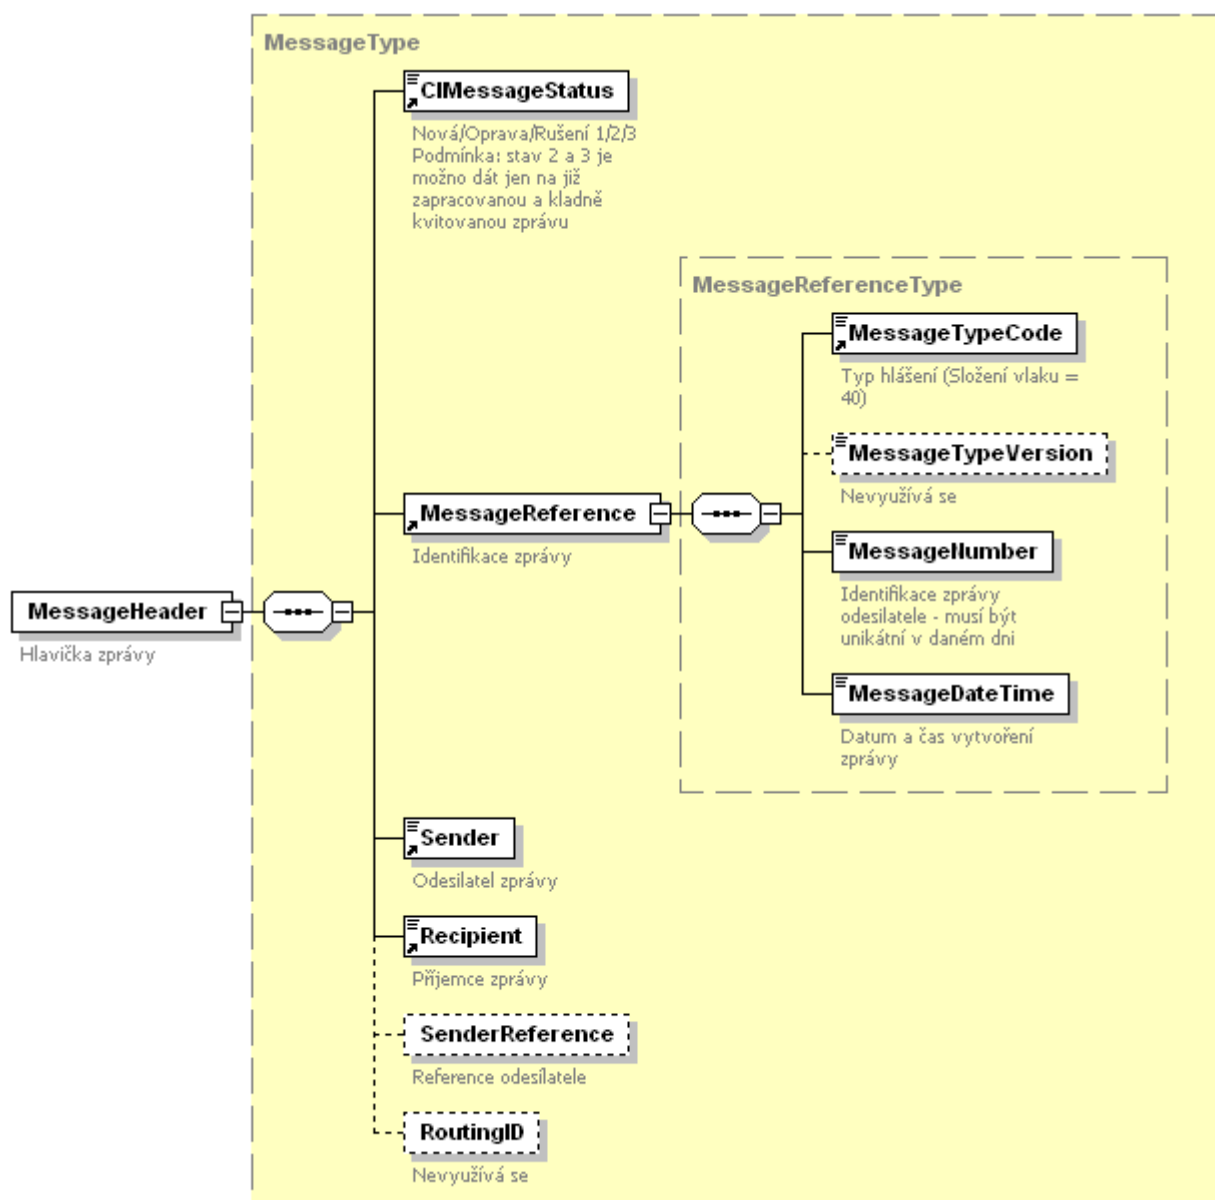 MessageType
CIMessageStatus
Nová/Oprava/Rušení 1/2/3
Podmínka: stav 2 a 3 je
možno dát jen na již
zapracovanou a kladně
kvitovanou zprávu
MessageReferenceType
MessageTypeCode
Typ hlášení (Složení vlaku =
40)
MessageTypeVersion
Nevyužívá se
MessageReference
Identifikace zprávy
MessageNumber
Identifikace zprávy
odesilatele - musí být
unikátní v daném dni
MessageHeader
Hlavička zprávy
MessageDateTime
Datum a čas vytvoření
zprávy
Sender
Odesilatel zprávy
Recipient
Příjemce zprávy
SenderReference
Reference odesílatele
RoutingID
Nevyužívá se